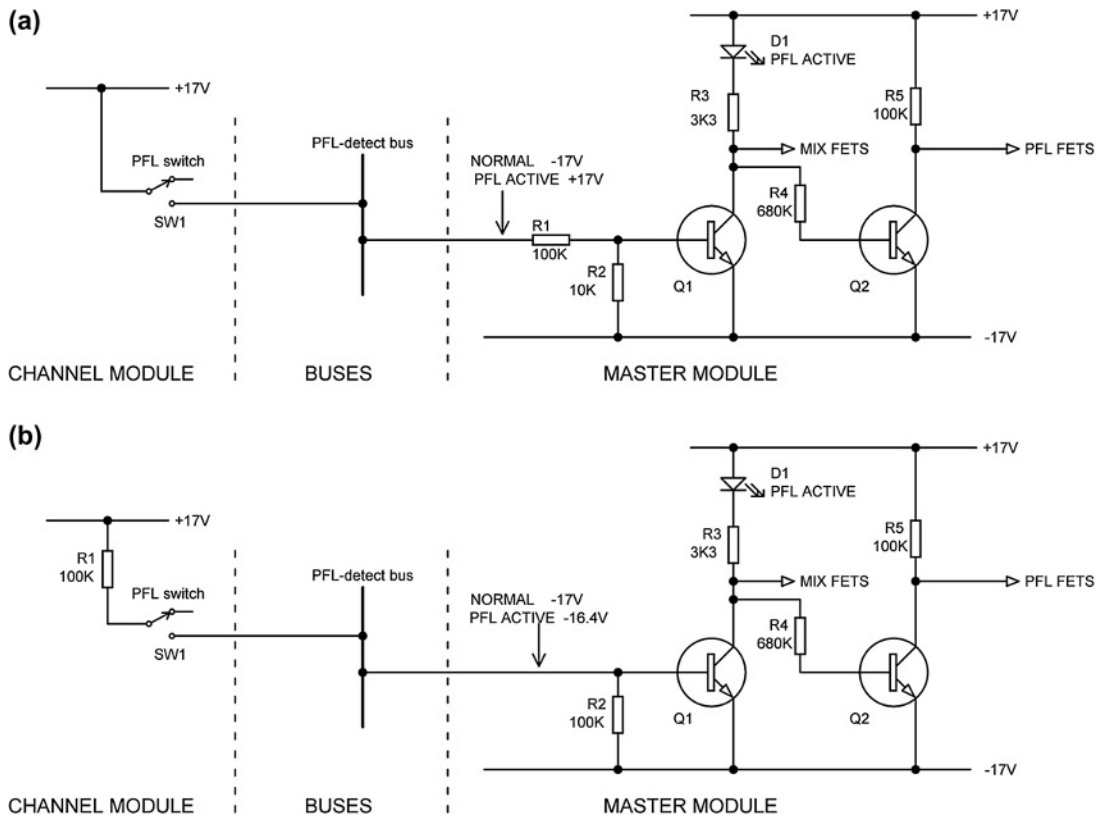 (a)
+17V
D1
PFL ACTIVE
+17V
R3
3K3
R5
100K
PFL switch
PFL-detect bus
NORMAL -17V
PFL ACTIVE +17V
MIX FETS
PFL FETS
SW1
R1
100K
R4
680K
R2
10K
Q1
Q2
-17V
CHANNEL MODULE
BUSES
MASTER MODULE
(b)
+17V
D1
PFL ACTIVE
+17V
R1
100K
R3
3K3
R5
100K
PFL switch
PFL-detect bus
NORMAL -17V
PFL ACTIVE -16.4V
MIX FETS
PFL FETS
SW1
R4
680K
R2
100K
Q1
Q2
-17V
CHANNEL MODULE
BUSES
MASTER MODULE